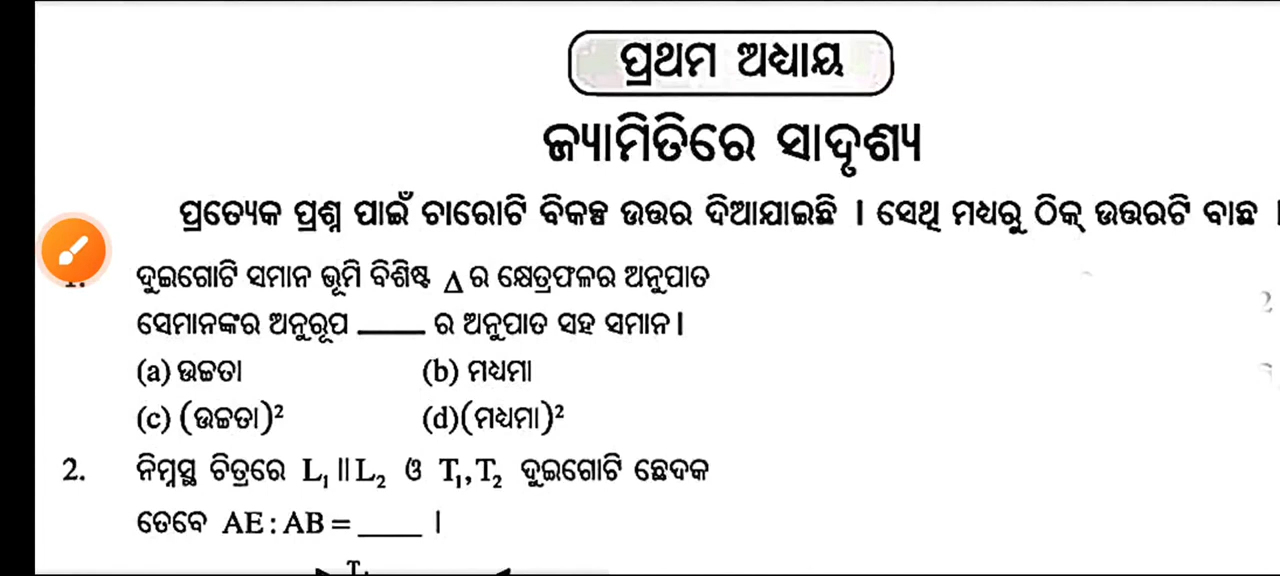 ପ୍ରଥମ ଅଧ୍ୟାୟ
ଜ୍ୟାମିତିରେ ସାଦୃଶ୍ୟ
ପ୍ରତ୍ୟେକ ପ୍ରଶ୍ନ ପାଇଁ ଚାରୋଟି ବିକଳ୍ପ ଉତ୍ତର ଦିଆଯାଇଛି । ସେଥି ମଧ୍ୟରୁ ଠିକ୍ ଉତ୍ତରଟି ବାଛ ।
1. ଦୁଇଗୋଟି ସମାନ ଭୂମି ବିଶିଷ୍ଟ Δ ର କ୍ଷେତ୍ରଫଳର ଅନୁପାତ
ସେମାନଙ୍କର ଅନୁରୂପ ____ ର ଅନୁପାତ ସହ ସମାନ |
(a) ଉଚ୍ଚତା (b) ମଧ୍ୟମା
(c) (ଉଚ୍ଚତା)² (d) (ମଧ୍ୟମା)²
2. ନିମ୍ନସ୍ଥ ଚିତ୍ରରେ L₁ || L₂ ଓ T₁, T₂ ଦୁଇଗୋଟି ଛେଦକ
ତେବେ AE : AB = ____ ।